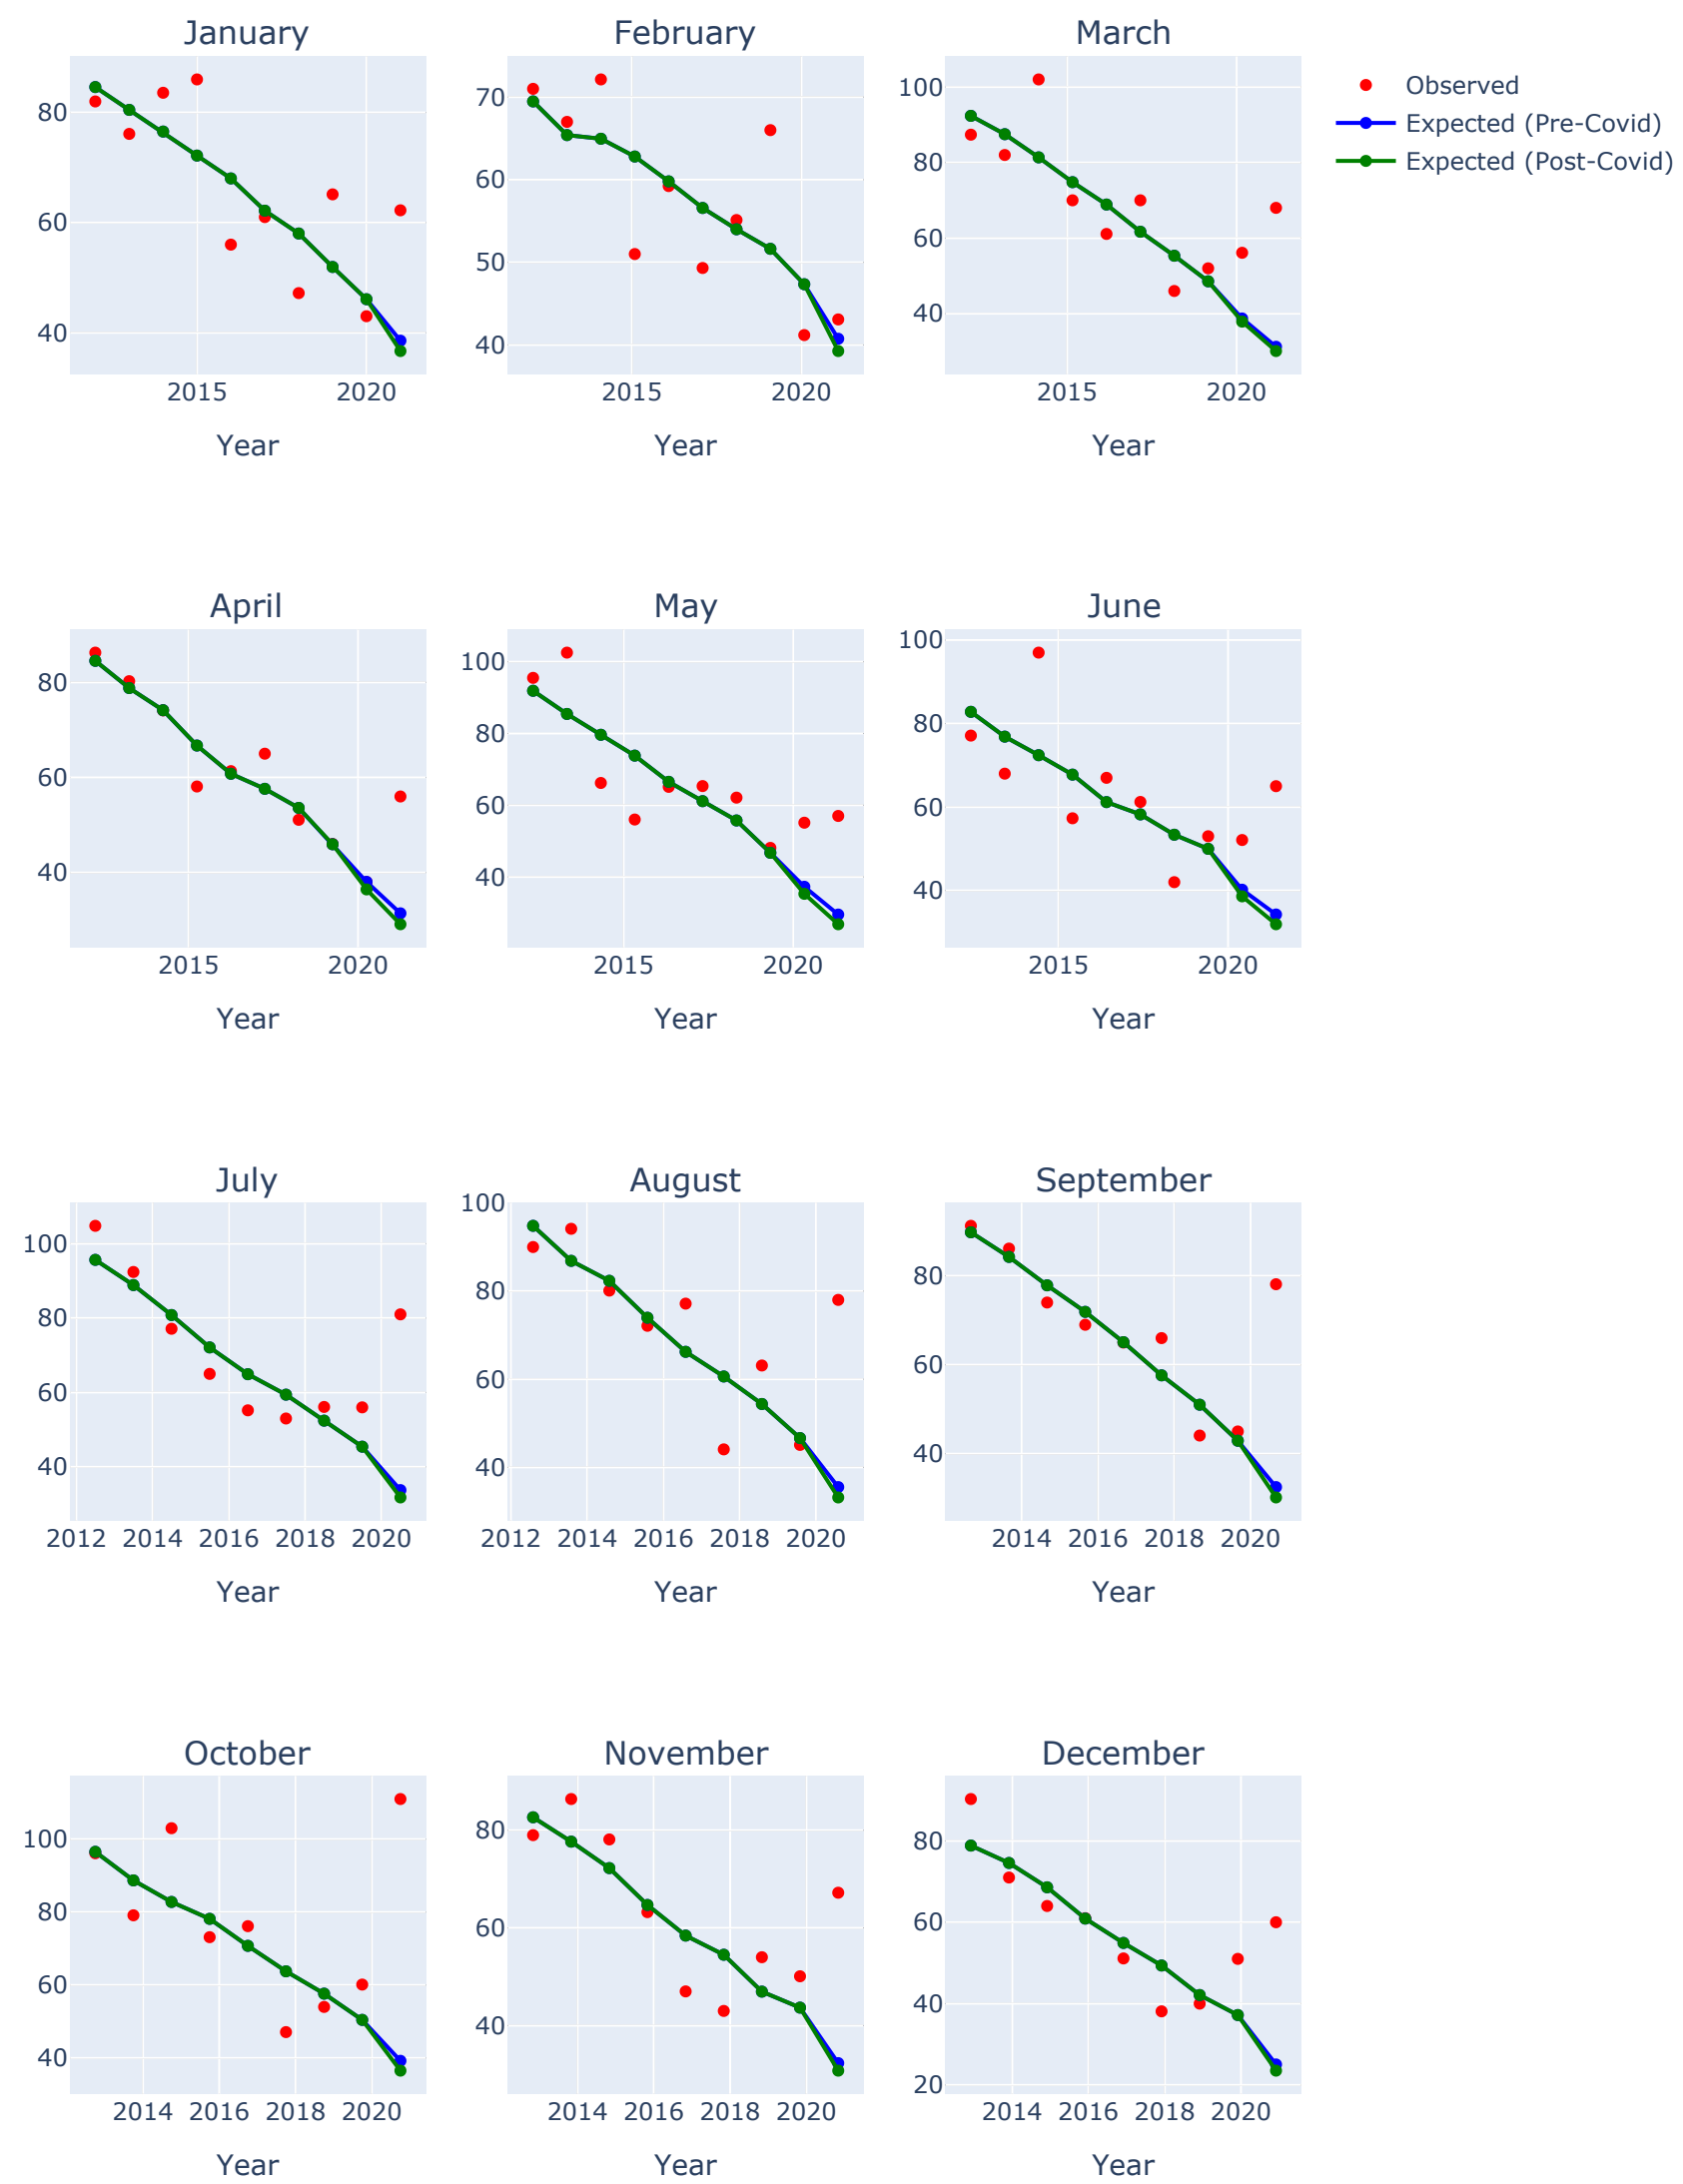 January
February
March
80
60
40
70
60
50
40
100
80
60
40
Observed
Expected (Pre-Covid)
Expected (Post-Covid)
2015 2020
2015 2020
2015 2020
Year
Year
Year
April
May
June
80
60
40
100
80
60
40
100
80
60
40
2015 2020
2015 2020
2015 2020
Year
Year
Year
July
August
September
100
80
60
40
100
80
60
40
80
60
40
2012 2014 2016 2018 2020
2012 2014 2016 2018 2020
2014 2016 2018 2020
Year
Year
Year
October
November
December
100
80
60
40
80
60
40
80
60
40
20
2014 2016 2018 2020
2014 2016 2018 2020
2014 2016 2018 2020
Year
Year
Year